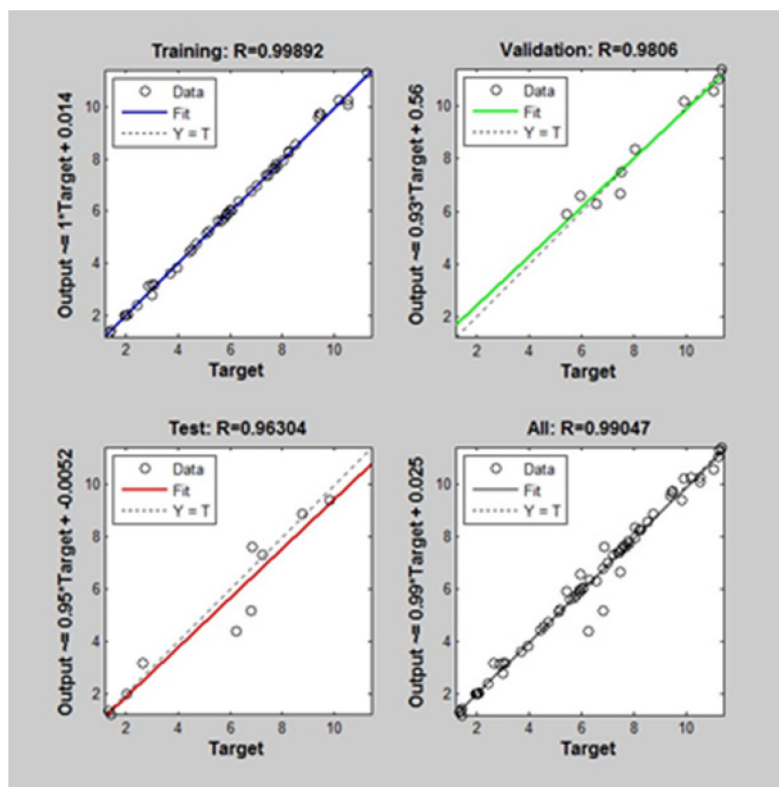 Training: R=0.99892
Data
Fit
Y = T
Output ~= 1*Target + 0.014
10
8
6
4
2
2 4 6 8 10
Target
Validation: R=0.9806
Data
Fit
Y = T
Output ~= 0.93*Target + 0.56
10
8
6
4
2
2 4 6 8 10
Target
Test: R=0.96304
Data
Fit
Y = T
Output ~= 0.95*Target + -0.0052
10
8
6
4
2
2 4 6 8 10
Target
All: R=0.99047
Data
Fit
Y = T
Output ~= 0.99*Target + 0.025
10
8
6
4
2
2 4 6 8 10
Target